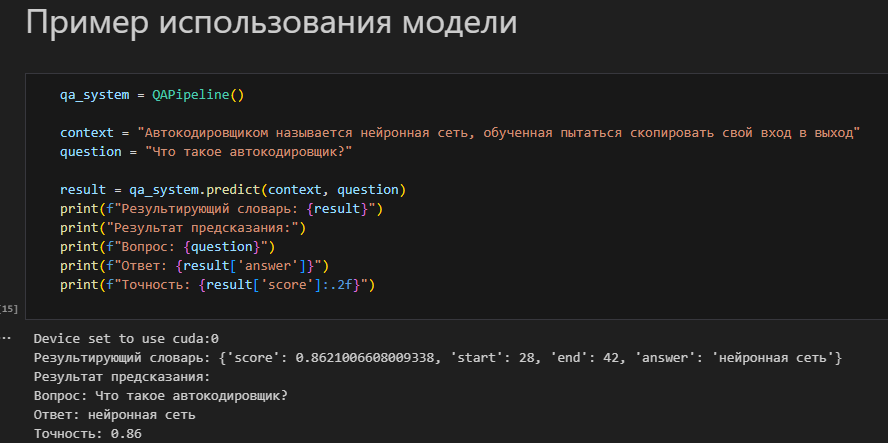 Пример использования модели
qa_system = QAPipeline()
context = "Автокодировщиком называется нейронная сеть, обученная пытаться скопировать свой вход в выход"
question = "Что такое автокодировщик?"
result = qa_system.predict(context, question)
print(f"Результирующий словарь: {result}")
print("Результат предсказания:")
print(f"Вопрос: {question}")
print(f"Ответ: {result['answer']}")
print(f"Точность: {result['score']:.2f}")
15]
... Device set to use cuda:0
Результирующий словарь: {'score': 0.8621006608009338, 'start': 28, 'end': 42, 'answer': 'нейронная сеть'}
Результат предсказания:
Вопрос: Что такое автокодировщик?
Ответ: нейронная сеть
Точность: 0.86